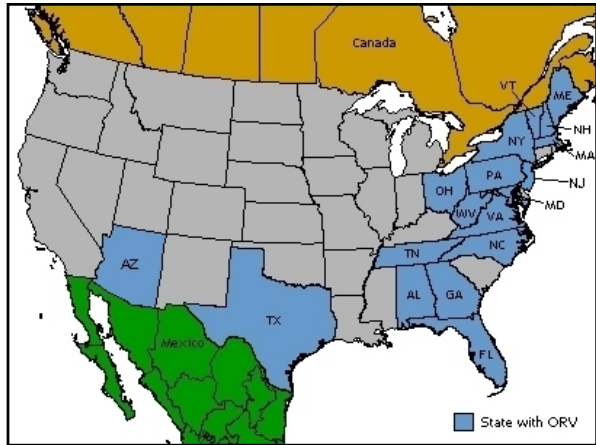 Canada
VT
ME
NH
NY
MA
PA
NJ
OH
MD
WV
VA
TN
NC
AZ
AL
GA
TX
Mexico
FL
State with ORV